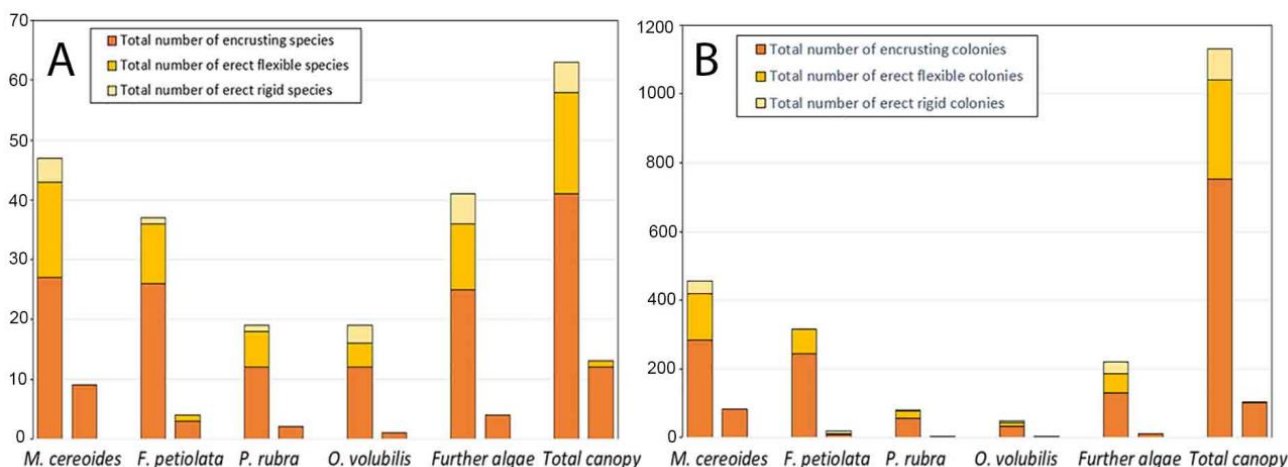 A
Total number of encrusting species
Total number of erect flexible species
Total number of erect rigid species
70
60
50
40
30
20
10
0
M. cereoides F. petiolata P. rubra O. volubilis Further algae Total canopy
B
Total number of encrusting colonies
Total number of erect flexible colonies
Total number of erect rigid colonies
1200
1000
800
600
400
200
0
M. cereoides F. petiolata P. rubra O. volubilis Further algae Total canopy